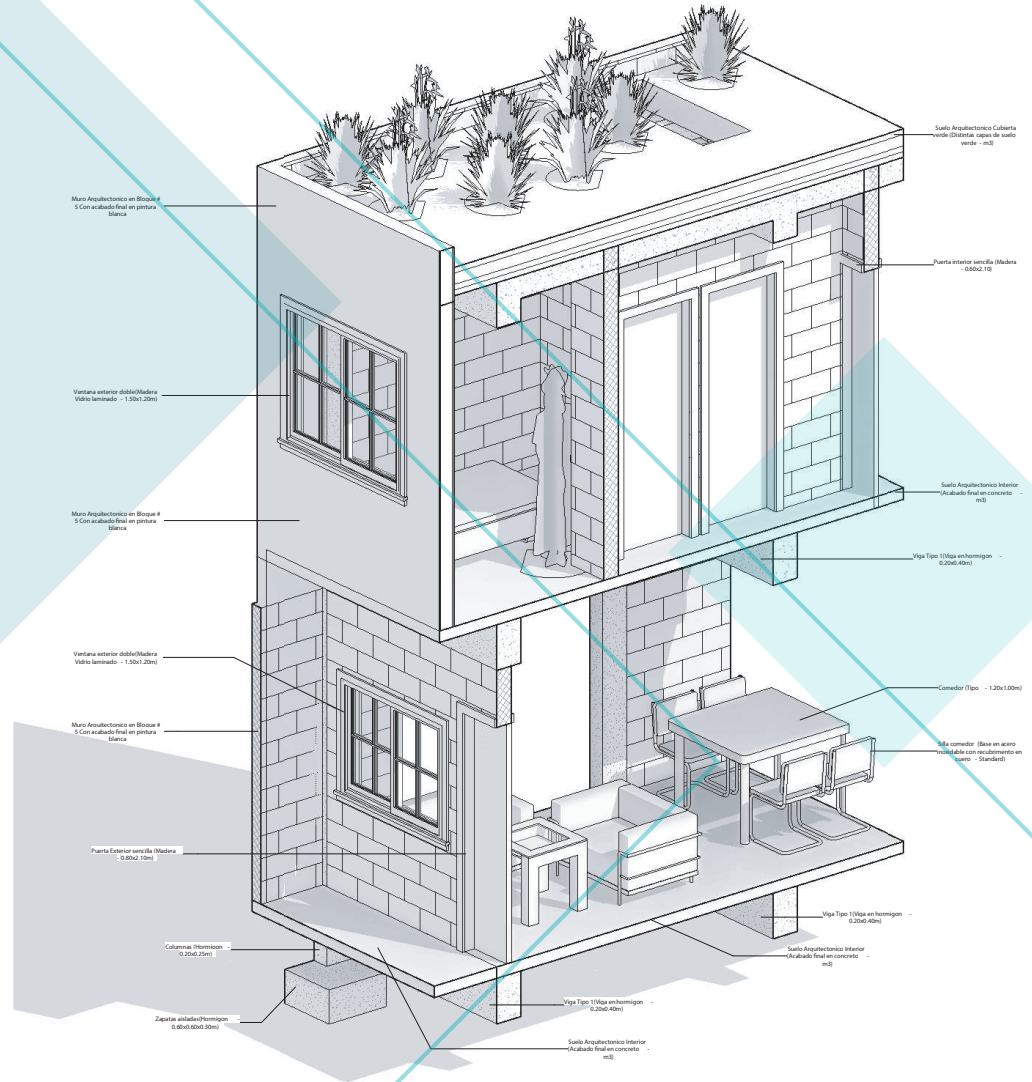 Suelo Arquitectonico Cubierta
verde (Distintas capas de suelo
verde - m3)
Muro Arquitectonico en Bloque #
5 Con acabado final en pintura
blanca
Puerta interior sencilla (Madera
- 0.60x2.10)
Ventana exterior doble(Madera
Vidrio laminado - 1.50x1.20m)
Suelo Arquitectonico Interior
(Acabado final en concreto -
m3)
Muro Arquitectonico en Bloque #
5 Con acabado final en pintura
blanca
Viga Tipo 1(Viga en hormigon -
0.20x0.40m)
Ventana exterior doble(Madera
Vidrio laminado - 1.50x1.20m)
Comedor (Tipo - 1.20x1.00m)
Muro Arquitectonico en Bloque #
5 Con acabado final en pintura
blanca
Silla comedor (Base en acero
inoxidable con recubrimiento en
cuero - Standard)
Puerta Exterior sencilla (Madera
- 0.80x2.10m)
Viga Tipo 1(Viga en hormigon -
0.20x0.40m)
Columnas (Hormigon -
0.20x0.25m)
Suelo Arquitectonico Interior
(Acabado final en concreto -
m3)
Viga Tipo 1(Viga en hormigon -
0.20x0.40m)
Zapatas aisladas(Hormigon -
0.60x0.60x0.30m)
Suelo Arquitectonico Interior
(Acabado final en concreto -
m3)